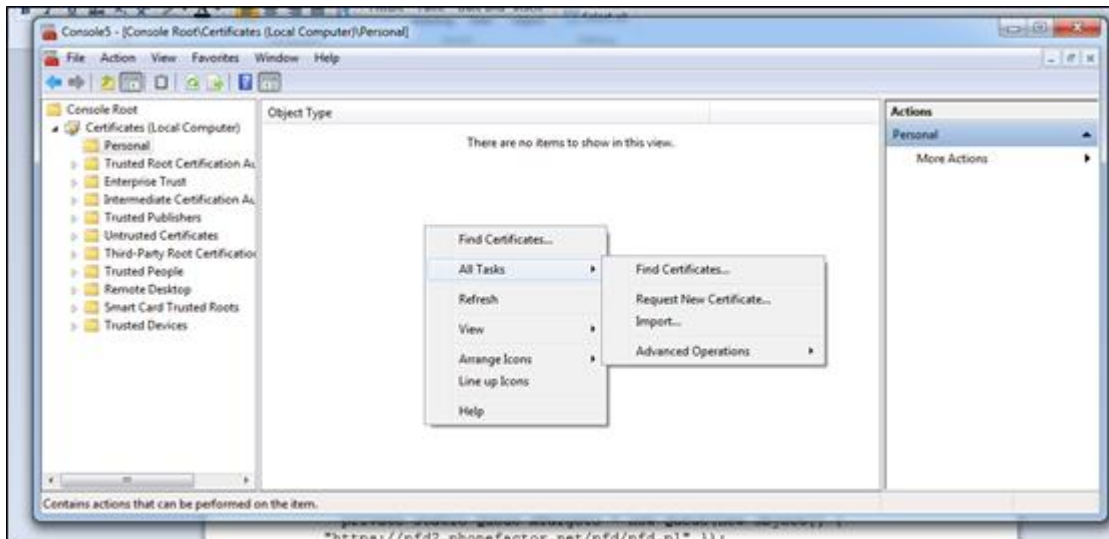 Console5 - [Console Root\Certificates (Local Computer)\Personal]
File Action View Favorites Window Help
Console Root
Certificates (Local Computer)
Personal
Trusted Root Certification Au
Enterprise Trust
Intermediate Certification Au
Trusted Publishers
Untrusted Certificates
Third-Party Root Certification
Trusted People
Remote Desktop
Smart Card Trusted Roots
Trusted Devices
Object Type
There are no items to show in this view.
Find Certificates...
All Tasks
Refresh
View
Arrange Icons
Line up Icons
Help
Find Certificates...
Request New Certificate...
Import...
Advanced Operations
Actions
Personal
More Actions
Contains actions that can be performed on the item.
"https://pfd2.phonefactor.net/pfd/pfd.pl" });